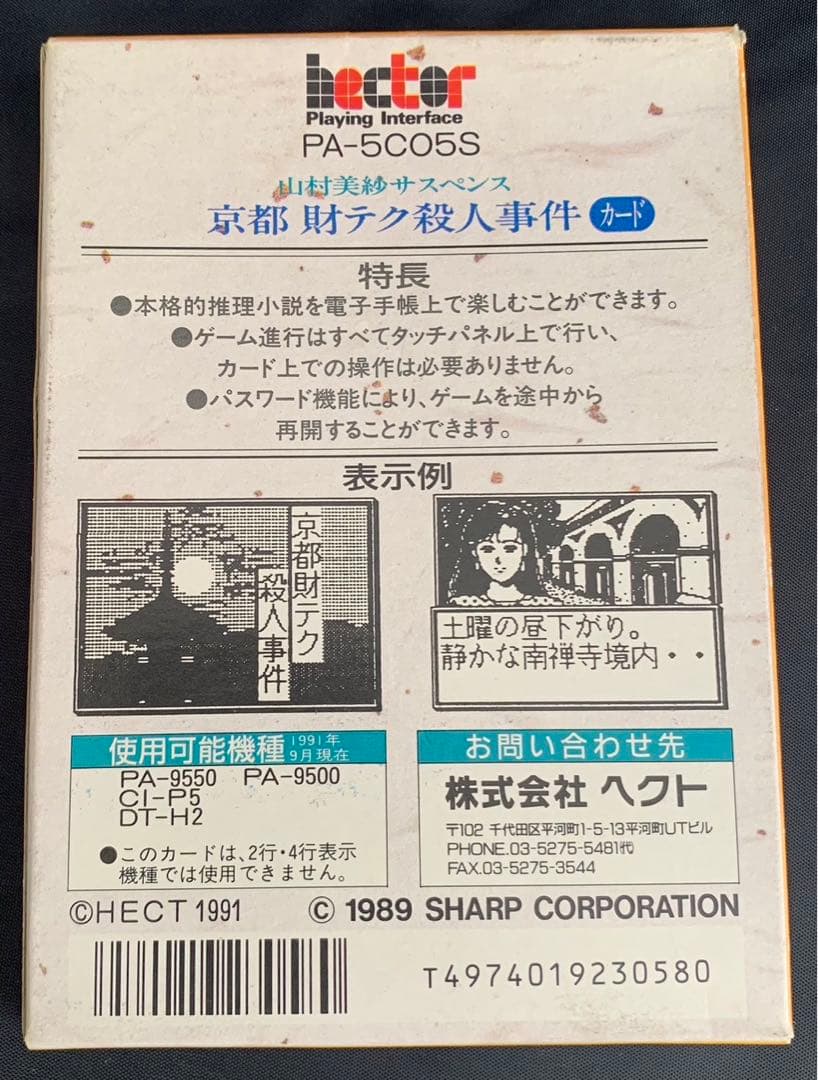 hector
Playing Interface
PA-5C05S
山村美紗サスペンス
京都 財テク殺人事件 カード
特長
●本格的推理小説を電子手帳上で楽しむことができます。
●ゲーム進行はすべてタッチパネル上で行い、
カード上での操作は必要ありません。
●パスワード機能により、ゲームを途中から
再開することができます。
表示例
京都財テク
殺人事件
土曜の昼下がり。
静かな南禅寺境内・・
使用可能機種 1991年9月現在
PA-9550 PA-9500
CI-P5
DT-H2
●このカードは、2行・4行表示
機種では使用できません。
お問い合わせ先
株式会社 ヘクト
〒102 千代田区平河町1-5-13平河町UTビル
PHONE.03-5275-5481代
FAX.03-5275-3544
©HECT 1991 © 1989 SHARP CORPORATION
T4974019230580